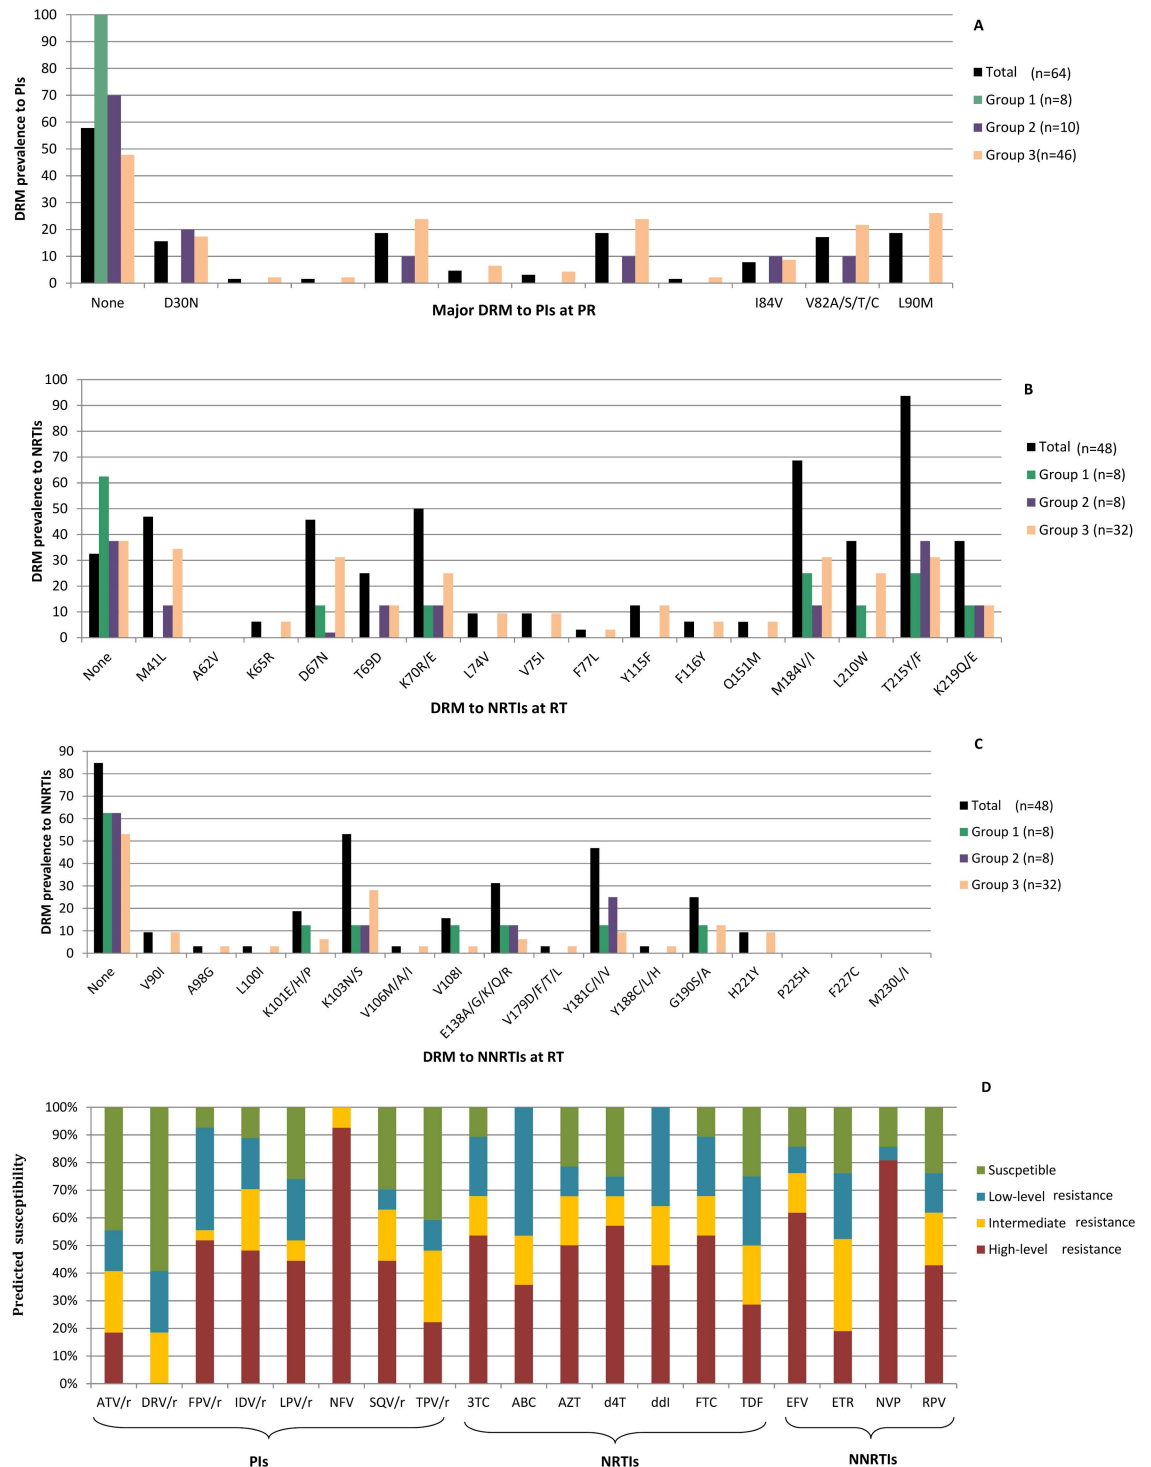 A
DRM prevalence to PIs
100
90
80
70
60
50
40
30
20
10
0
None D30N I84V V82A/S/T/C L90M
Major DRM to PIs at PR
Total (n=64)
Group 1 (n=8)
Group 2 (n=10)
Group 3(n=46)
B
DRM prevalence to NRTIs
100
90
80
70
60
50
40
30
20
10
0
None M41L A62V K65R D67N T69D K70R/E L74V V75I F77L Y115F F116Y Q151M M184V/I L210W T215Y/F K219Q/E
DRM to NRTIs at RT
Total (n=48)
Group 1 (n=8)
Group 2 (n=8)
Group 3 (n=32)
C
DRM prevalence to NNRTIs
90
80
70
60
50
40
30
20
10
0
None V90I A98G L100I K101E/H/P K103N/S V106M/A/I V108I E138A/G/K/Q/R V179D/F/T/L Y181C/I/V Y188C/L/H G190S/A H221Y P225H F227C M230L/I
DRM to NNRTIs at RT
Total (n=48)
Group 1 (n=8)
Group 2 (n=8)
Group 3 (n=32)
D
Predicted susceptibility
100%
90%
80%
70%
60%
50%
40%
30%
20%
10%
0%
ATV/r DRV/r FPV/r IDV/r LPV/r NFV SQV/r TPV/r 3TC ABC AZT d4T ddI FTC TDF EFV ETR NVP RPV
PIs NRTIs NNRTIs
Suscpetible
Low-level resistance
Intermediate resistance
High-level resistance